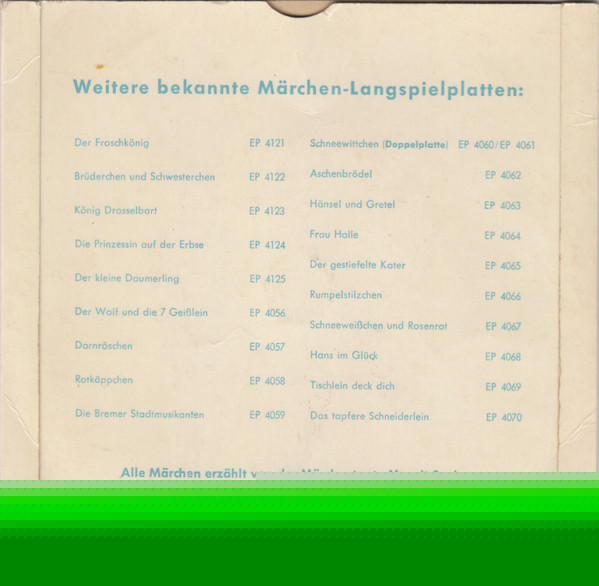 Weitere bekannte Märchen-Langspielplatten:
Der Froschkönig EP 4121
Brüderchen und Schwesterchen EP 4122
König Drosselbart EP 4123
Die Prinzessin auf der Erbse EP 4124
Der kleine Daumerling EP 4125
Der Wolf und die 7 Geißlein EP 4056
Dornröschen EP 4057
Rotkäppchen EP 4058
Die Bremer Stadtmusikanten EP 4059
Schneewittchen (Doppelplatte) EP 4060/EP 4061
Aschenbrödel EP 4062
Hänsel und Gretel EP 4063
Frau Holle EP 4064
Der gestiefelte Kater EP 4065
Rumpelstilzchen EP 4066
Schneeweißchen und Rosenrot EP 4067
Hans im Glück EP 4068
Tischlein deck dich EP 4069
Das tapfere Schneiderlein EP 4070
Alle Märchen erzählt